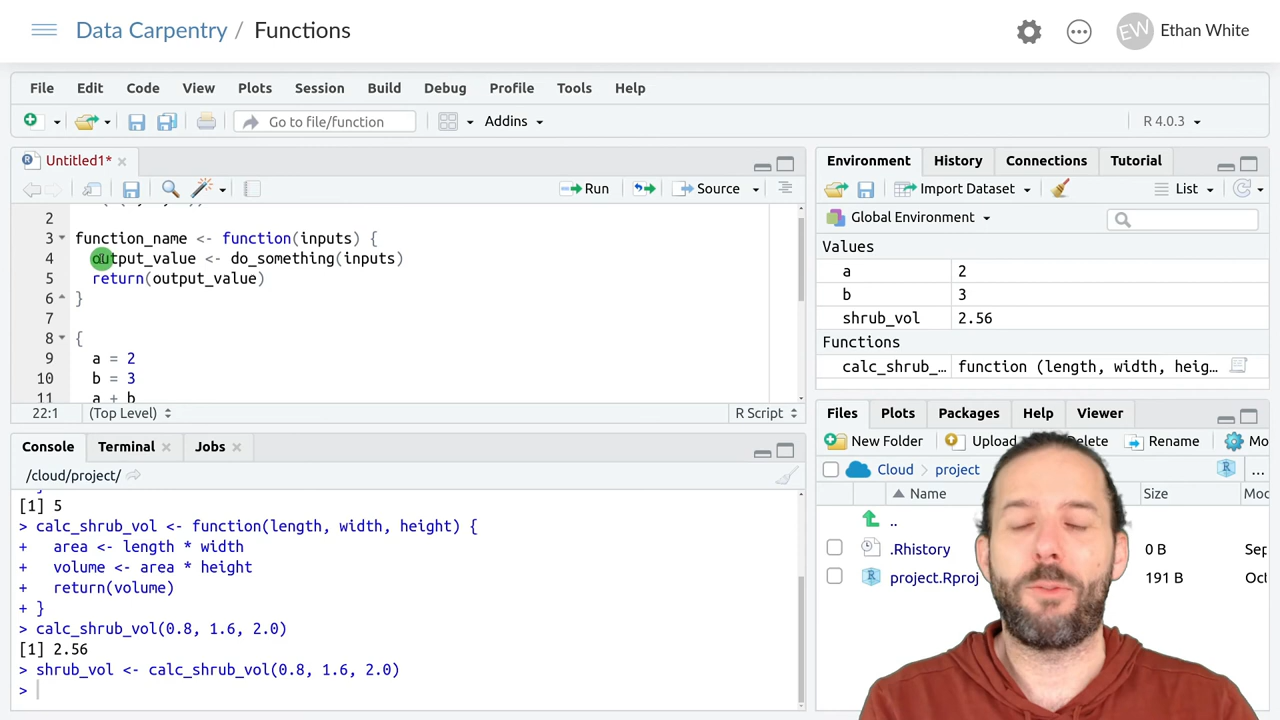 Data Carpentry / Functions
EW Ethan White
File Edit Code View Plots Session Build Debug Profile Tools Help
Go to file/function
Addins
R 4.0.3
Untitled1*
Run
Source
2
3 function_name <- function(inputs) {
4 output_value <- do_something(inputs)
5 return(output_value)
6 }
7
8 {
9 a = 2
10 b = 3
11 a + b
22:1 (Top Level) R Script
Console Terminal Jobs
/cloud/project/
[1] 5
> calc_shrub_vol <- function(length, width, height) {
+ area <- length * width
+ volume <- area * height
+ return(volume)
+ }
> calc_shrub_vol(0.8, 1.6, 2.0)
[1] 2.56
> shrub_vol <- calc_shrub_vol(0.8, 1.6, 2.0)
>
Environment History Connections Tutorial
Import Dataset List
Global Environment
Values
a 2
b 3
shrub_vol 2.56
Functions
calc_shrub_… function (length, width, heig…
Files Plots Packages Help Viewer
New Folder Upload Delete Rename Mo
Cloud project ...
Name Size Mod
..
.Rhistory 0 B Sep
project.Rproj 191 B Oct